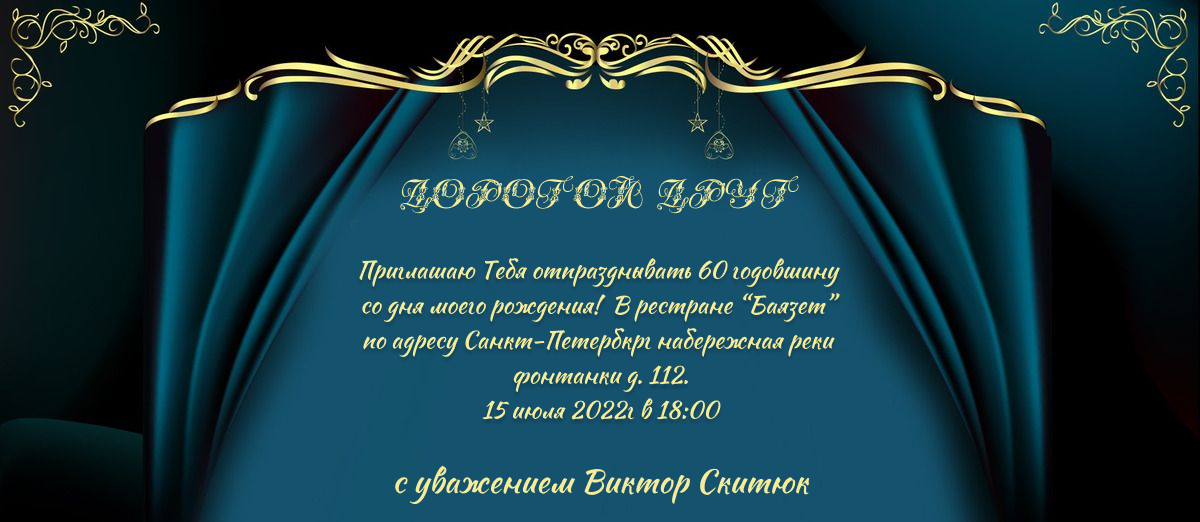 ДОРОГОЙ ДРУГ
Приглашаю Тебя отпраздновать 60 годовшину
со дня моего рождения! В рестране “Баязет”
по адресу Санкт-Петербкрг набережная реки
фонтанки д. 112.
15 июля 2022г в 18:00
с уважением Виктор Скитюк